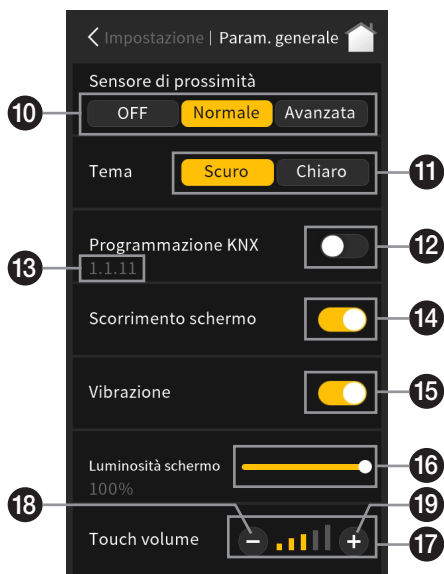 Impostazione | Param. generale
Sensore di prossimità
10
OFF Normale Avanzata
Tema Scuro Chiaro
11
Programmazione KNX
12
13
1.1.11
Scorrimento schermo
14
Vibrazione
15
Luminosità schermo
16
100%
18
19
Touch volume − +
17